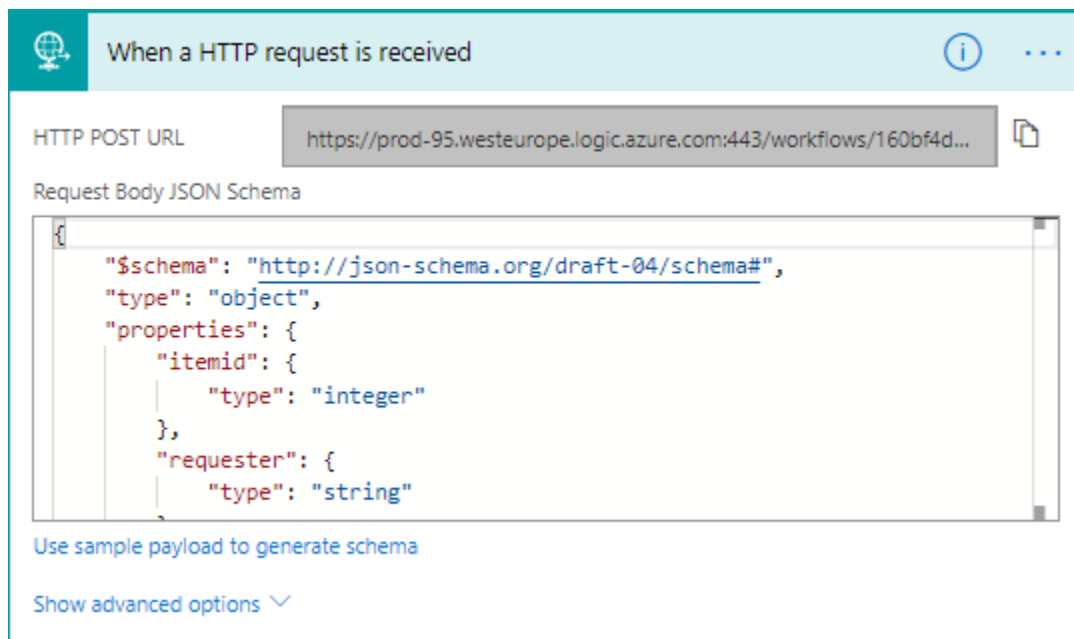 When a HTTP request is received
HTTP POST URL
https://prod-95.westeurope.logic.azure.com:443/workflows/160bf4d...
Request Body JSON Schema
{
"$schema": "http://json-schema.org/draft-04/schema#",
"type": "object",
"properties": {
"itemid": {
"type": "integer"
},
"requester": {
"type": "string"
Use sample payload to generate schema
Show advanced options